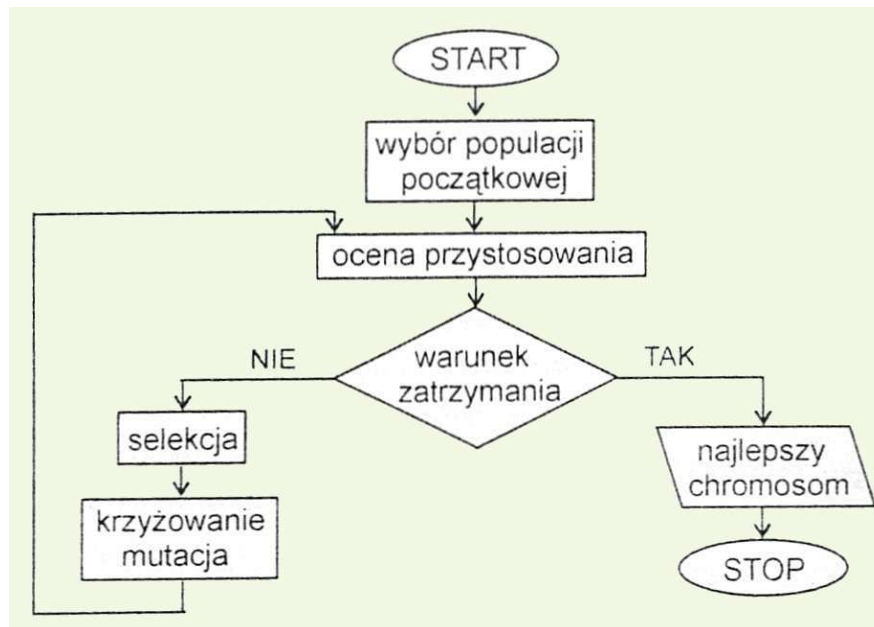 START
wybór populacji
początkowej
ocena przystosowania
NIE
warunek
zatrzymania
TAK
selekcja
najlepszy
chromosom
krzyżowanie
mutacja
STOP